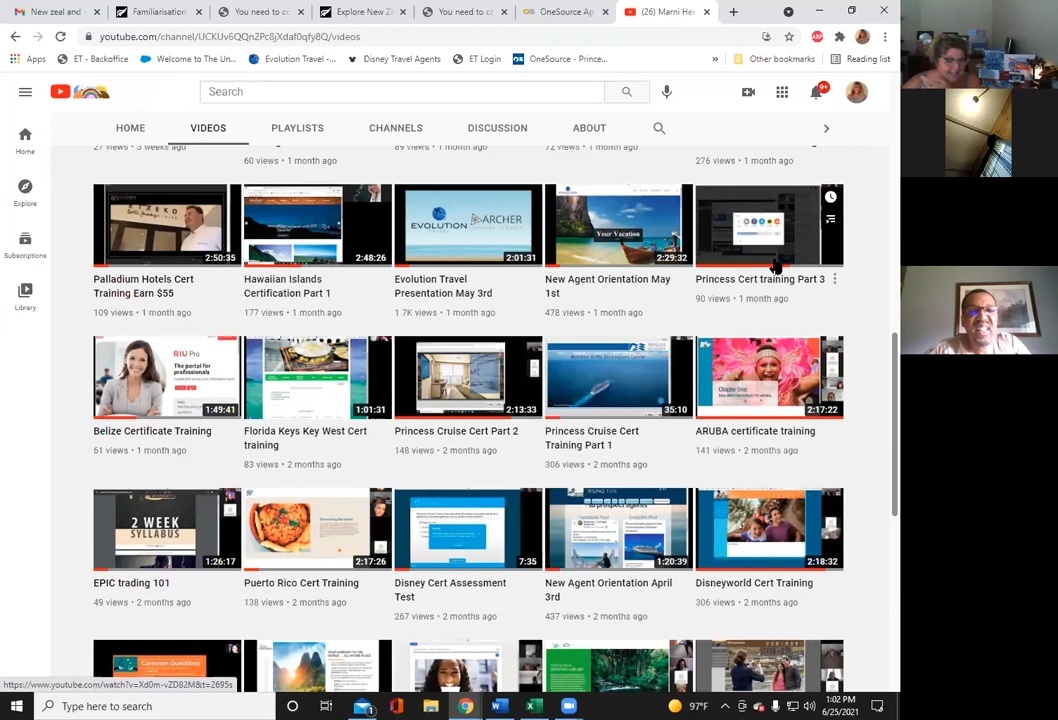 New zeal and
Familiarisation
You need to co
Explore New Ze
You need to co
OneSource Ap
(26) Marni He
youtube.com/channel/UCKUv6QQn2Pc8jXdaf0qfy8Q/videos
Apps ET - Backoffice Welcome to The Un... Evolution Travel -... Disney Travel Agents ET Login OneSource - Prince... » Other bookmarks Reading list
Search
9+
HOME VIDEOS PLAYLISTS CHANNELS DISCUSSION ABOUT
Home
Explore
Subscriptions
Library
27 views • 3 weeks ago
60 views • 1 month ago
89 views • 1 month ago
72 views • 1 month ago
276 views • 1 month ago
2:50:35
Palladium Hotels Cert
Training Earn $55
109 views • 1 month ago
2:48:26
Hawaiian Islands
Certification Part 1
177 views • 1 month ago
EVOLUTION
ARCHER
2:01:31
Evolution Travel
Presentation May 3rd
1.7K views • 1 month ago
Your Vacation
2:29:32
New Agent Orientation May
1st
478 views • 1 month ago
Princess Cert training Part 3
90 views • 1 month ago
RIU Pro
The portal for
professionals
1:49:41
Belize Certificate Training
61 views • 1 month ago
1:01:31
Florida Keys Key West Cert
training
83 views • 2 months ago
2:13:33
Princess Cruise Cert Part 2
148 views • 2 months ago
35:10
Princess Cruise Cert
Training Part 1
306 views • 2 months ago
2:17:22
ARUBA certificate training
141 views • 2 months ago
2 WEEK
SYLLABUS
1:26:17
EPIC trading 101
49 views • 2 months ago
2:17:26
Puerto Rico Cert Training
138 views • 2 months ago
7:35
Disney Cert Assessment
Test
267 views • 2 months ago
RISING TIDE
to prospect agents
1:20:39
New Agent Orientation April
3rd
437 views • 2 months ago
2:18:32
Disneyworld Cert Training
306 views • 2 months ago
Common Questions
https://www.youtube.com/watch?v=Xd0m-vZD82M&t=2695s
Type here to search
97°F
1:02 PM
6/25/2021